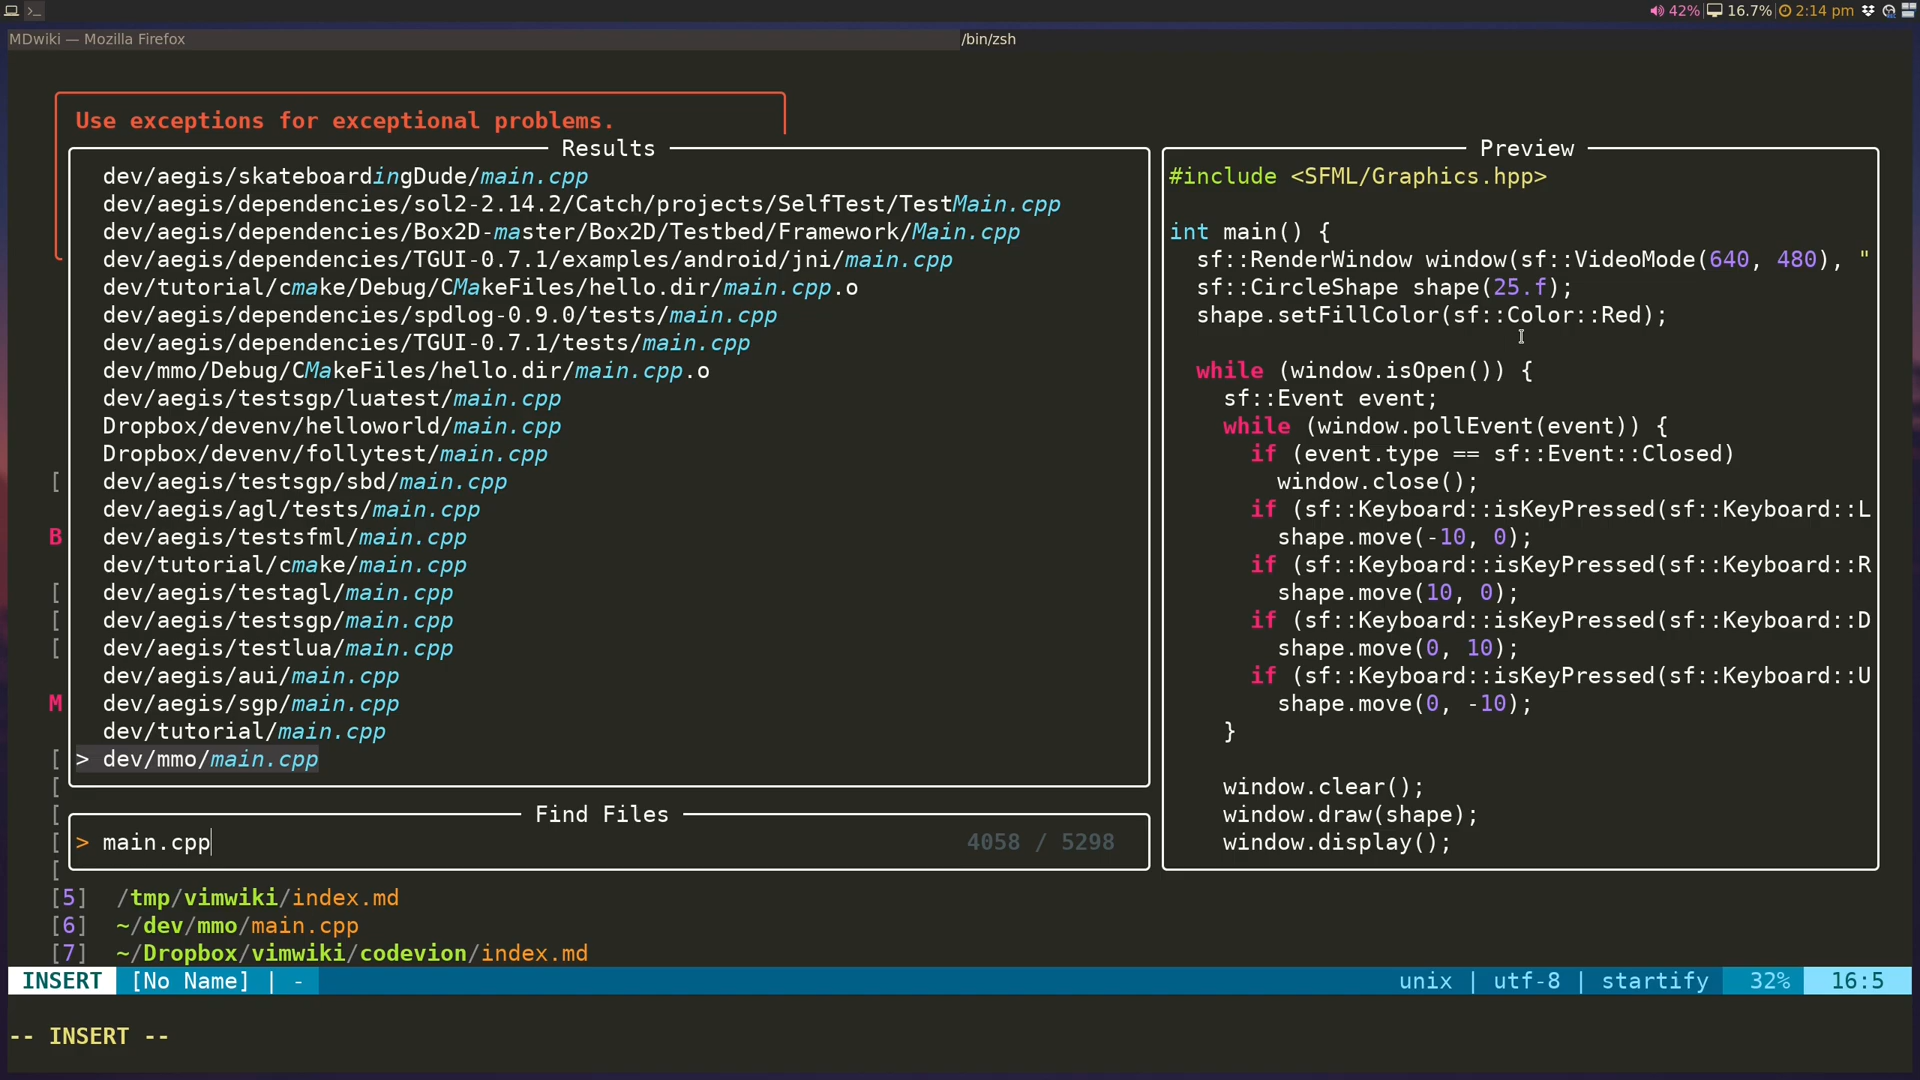 42% 16.7% 2:14 pm
MDwiki — Mozilla Firefox
/bin/zsh
Use exceptions for exceptional problems.
Results
dev/aegis/skateboardingDude/main.cpp
dev/aegis/dependencies/sol2-2.14.2/Catch/projects/SelfTest/TestMain.cpp
dev/aegis/dependencies/Box2D-master/Box2D/Testbed/Framework/Main.cpp
dev/aegis/dependencies/TGUI-0.7.1/examples/android/jni/main.cpp
dev/tutorial/cmake/Debug/CMakeFiles/hello.dir/main.cpp.o
dev/aegis/dependencies/spdlog-0.9.0/tests/main.cpp
dev/aegis/dependencies/TGUI-0.7.1/tests/main.cpp
dev/mmo/Debug/CMakeFiles/hello.dir/main.cpp.o
dev/aegis/testsgp/luatest/main.cpp
Dropbox/devenv/helloworld/main.cpp
Dropbox/devenv/follytest/main.cpp
[ dev/aegis/testsgp/sbd/main.cpp
dev/aegis/agl/tests/main.cpp
B dev/aegis/testsfml/main.cpp
dev/tutorial/cmake/main.cpp
[ dev/aegis/testagl/main.cpp
[ dev/aegis/testsgp/main.cpp
[ dev/aegis/testlua/main.cpp
dev/aegis/aui/main.cpp
M dev/aegis/sgp/main.cpp
dev/tutorial/main.cpp
[ > dev/mmo/main.cpp
[
[ Find Files
[ > main.cpp 4058 / 5298
[
Preview
#include <SFML/Graphics.hpp>
int main() {
sf::RenderWindow window(sf::VideoMode(640, 480), "
sf::CircleShape shape(25.f);
shape.setFillColor(sf::Color::Red);
while (window.isOpen()) {
sf::Event event;
while (window.pollEvent(event)) {
if (event.type == sf::Event::Closed)
window.close();
if (sf::Keyboard::isKeyPressed(sf::Keyboard::L
shape.move(-10, 0);
if (sf::Keyboard::isKeyPressed(sf::Keyboard::R
shape.move(10, 0);
if (sf::Keyboard::isKeyPressed(sf::Keyboard::D
shape.move(0, 10);
if (sf::Keyboard::isKeyPressed(sf::Keyboard::U
shape.move(0, -10);
}
window.clear();
window.draw(shape);
window.display();
[5] /tmp/vimwiki/index.md
[6] ~/dev/mmo/main.cpp
[7] ~/Dropbox/vimwiki/codevion/index.md
INSERT [No Name] | - unix | utf-8 | startify 32% 16:5
-- INSERT --